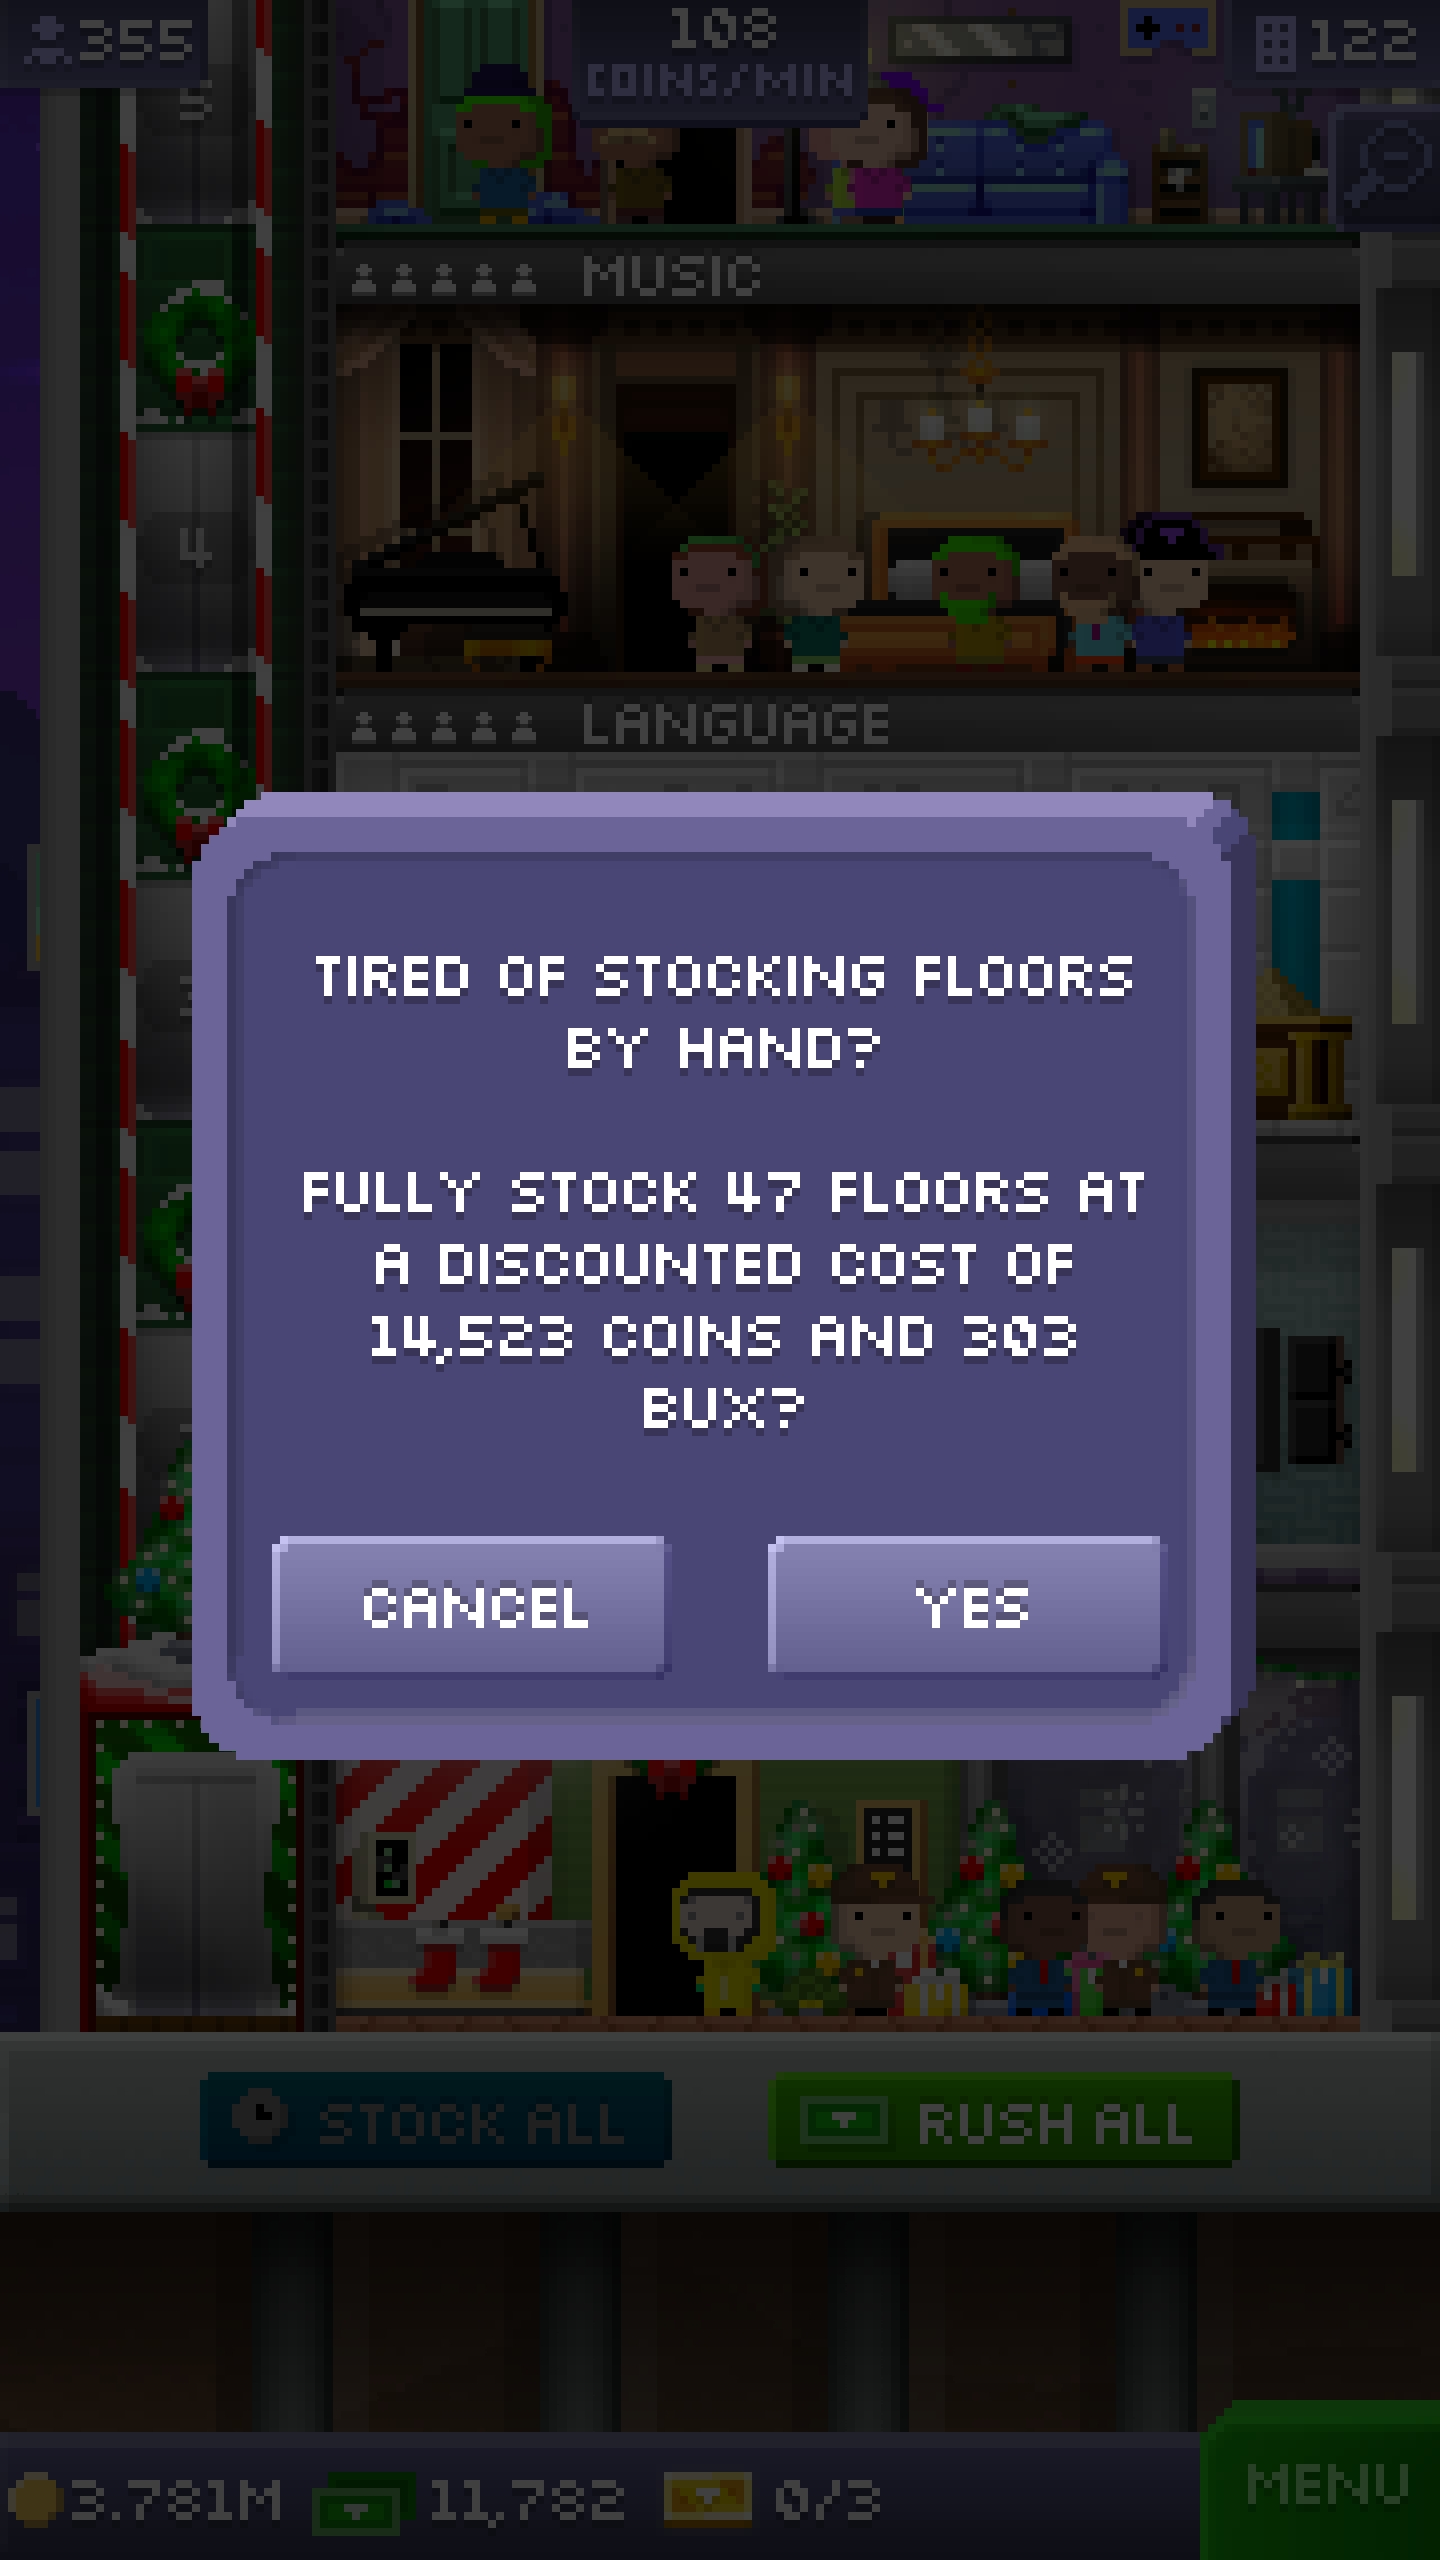 355
108
COINS/MIN
122
5
MUSIC
4
LANGUAGE
TIRED OF STOCKING FLOORS
BY HAND?
FULLY STOCK 47 FLOORS AT
A DISCOUNTED COST OF
14,523 COINS AND 303
BUX?
CANCEL
YES
STOCK ALL
RUSH ALL
3.781M
11,782
0/3
MENU